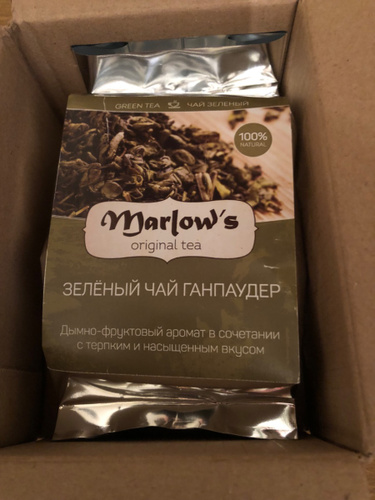 GREEN TEA ЧАЙ ЗЕЛЕНЫЙ
100%
NATURAL
Marlow's
original tea
ЗЕЛЁНЫЙ ЧАЙ ГАНПАУДЕР
Дымно-фруктовый аромат в сочетании
с терпким и насыщенным вкусом